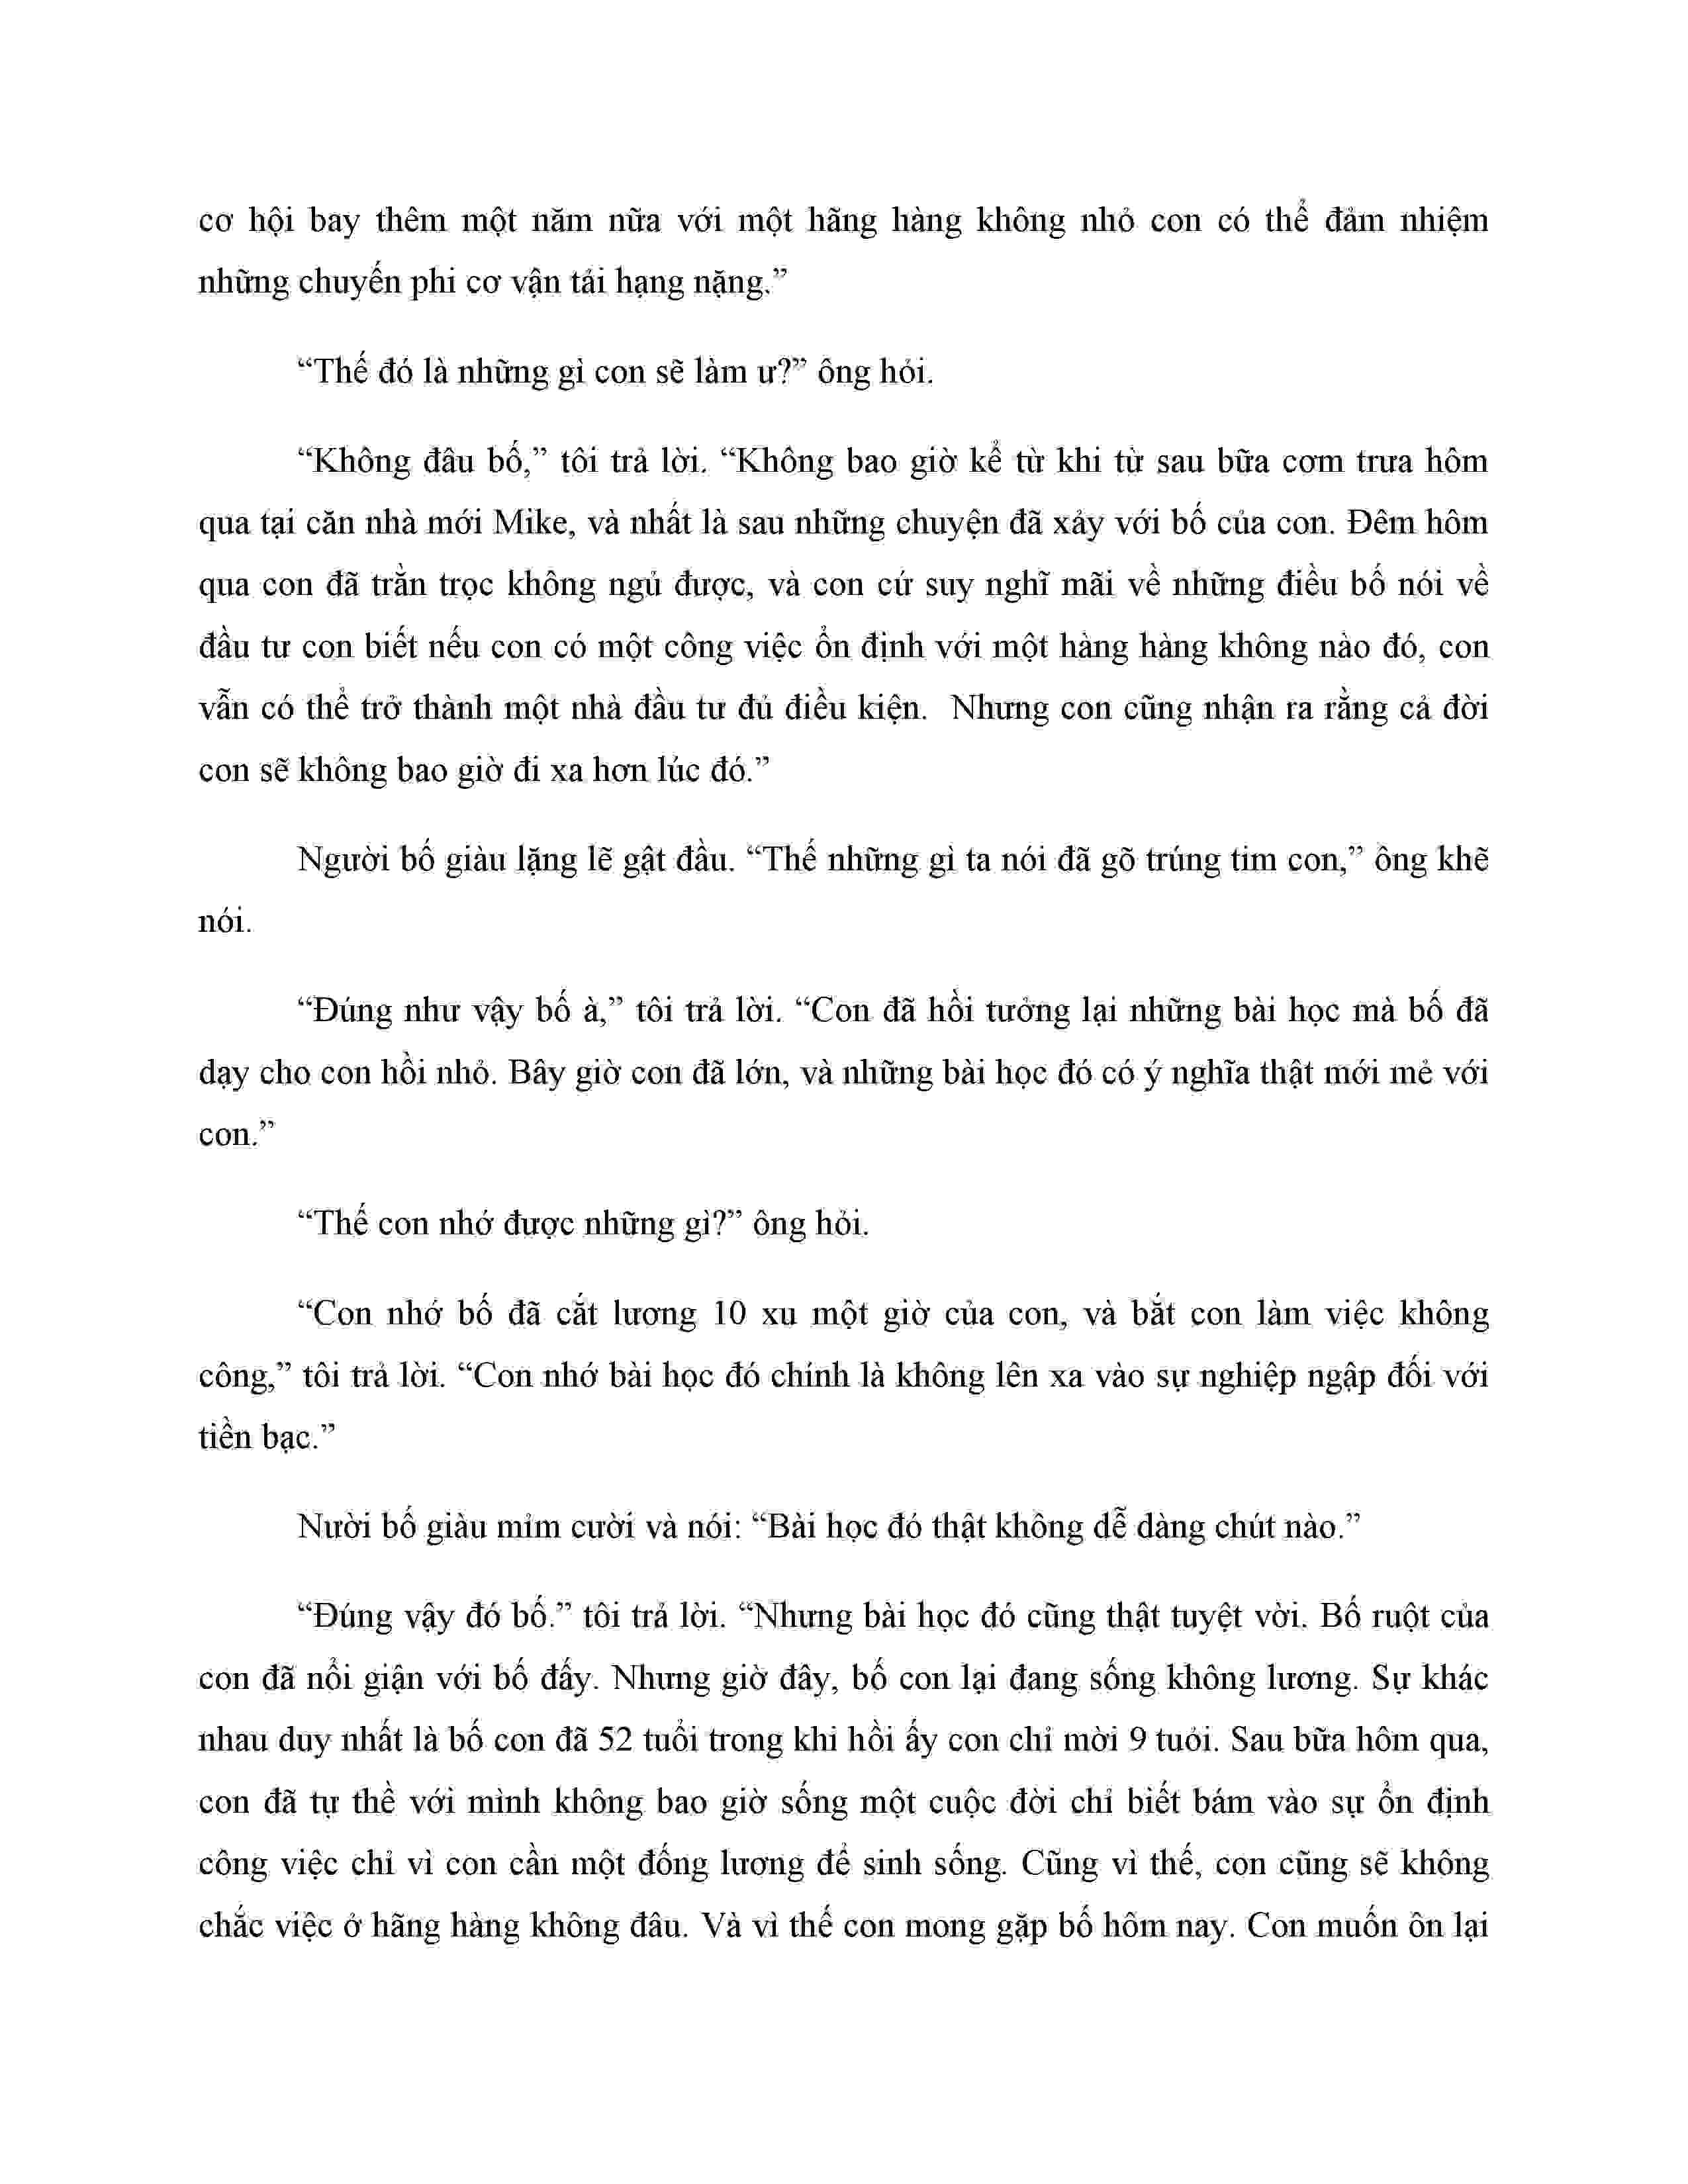 cơ hội bay thêm một năm nữa với một hãng hàng không nhỏ con có thể đảm nhiệm
những chuyến phi cơ vận tải hạng nặng.”
“Thế đó là những gì con sẽ làm ư?” ông hỏi.
“Không đâu bố,” tôi trả lời. “Không bao giờ kể từ khi từ sau bữa cơm trưa hôm
qua tại căn nhà mới Mike, và nhất là sau những chuyện đã xảy với bố của con. Đêm hôm
qua con đã trằn trọc không ngủ được, và con cứ suy nghĩ mãi về những điều bố nói về
đầu tư con biết nếu con có một công việc ổn định với một hàng hàng không nào đó, con
vẫn có thể trở thành một nhà đầu tư đủ điều kiện.  Nhưng con cũng nhận ra rằng cả đời
con sẽ không bao giờ đi xa hơn lúc đó.”
Người bố giàu lặng lẽ gật đầu. “Thế những gì ta nói đã gõ trúng tim con,” ông khẽ
nói.
“Đúng như vậy bố à,” tôi trả lời. “Con đã hồi tưởng lại những bài học mà bố đã
dạy cho con hồi nhỏ. Bây giờ con đã lớn, và những bài học đó có ý nghĩa thật mới mẻ với
con.”
“Thế con nhớ được những gì?” ông hỏi.
“Con nhớ bố đã cắt lương 10 xu một giờ của con, và bắt con làm việc không
công,” tôi trả lời. “Con nhớ bài học đó chính là không lên xa vào sự nghiệp ngập đối với
tiền bạc.”
Nười bố giàu mỉm cười và nói: “Bài học đó thật không dễ dàng chút nào.”
“Đúng vậy đó bố.” tôi trả lời. “Nhưng bài học đó cũng thật tuyệt vời. Bố ruột của
con đã nổi giận với bố đấy. Nhưng giờ đây, bố con lại đang sống không lương. Sự khác
nhau duy nhất là bố con đã 52 tuổi trong khi hồi ấy con chỉ mời 9 tuỏi. Sau bữa hôm qua,
con đã tự thề với mình không bao giờ sống một cuộc đời chỉ biết bám vào sự ổn định
công việc chỉ vì con cần một đống lương để sinh sống. Cũng vì thế, con cũng sẽ không
chắc việc ở hãng hàng không đâu. Và vì thế con mong gặp bố hôm nay. Con muốn ôn lại